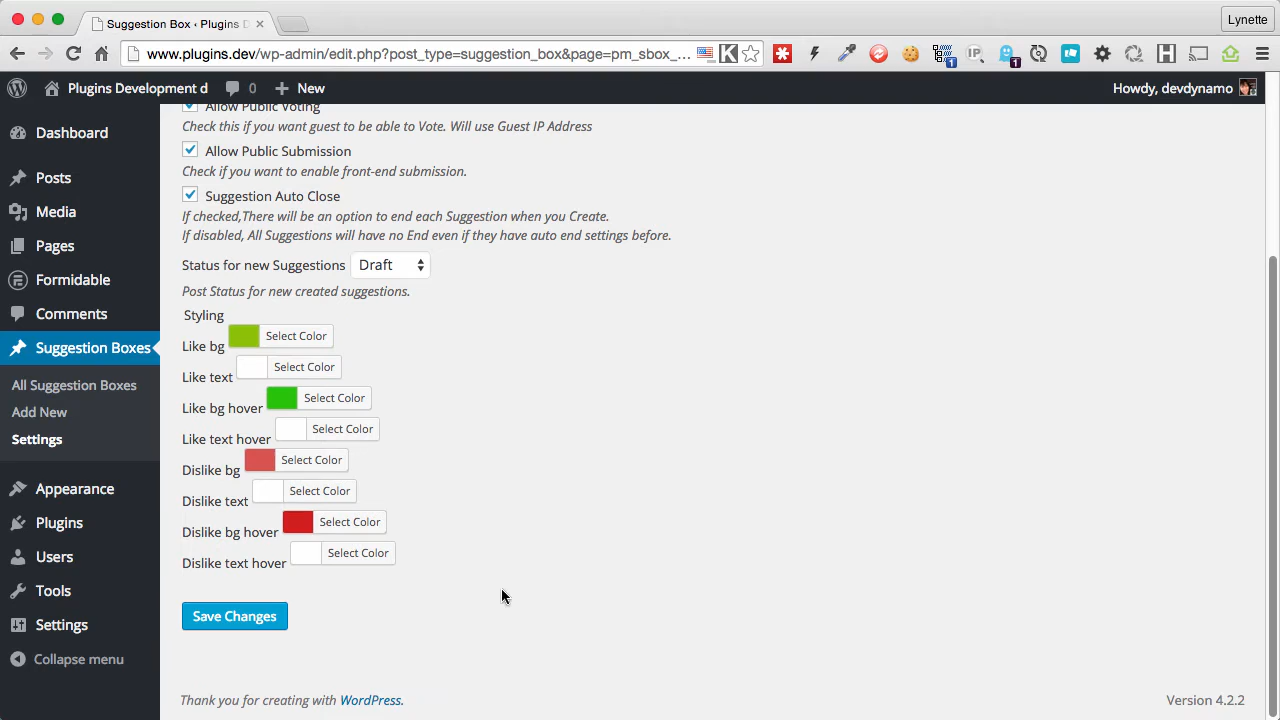 Suggestion Box ‹ Plugins D
Lynette
www.plugins.dev/wp-admin/edit.php?post_type=suggestion_box&page=pm_sbox_...
K
IP
H
1
1
Plugins Development d
0
New
Howdy, devdynamo
Dashboard
Posts
Media
Pages
Formidable
Comments
Suggestion Boxes
All Suggestion Boxes
Add New
Settings
Appearance
Plugins
Users
Tools
Settings
Collapse menu
Allow Public Voting
Check this if you want guest to be able to Vote. Will use Guest IP Address
Allow Public Submission
Check if you want to enable front-end submission.
Suggestion Auto Close
If checked,There will be an option to end each Suggestion when you Create.
If disabled, All Suggestions will have no End even if they have auto end settings before.
Status for new Suggestions Draft
Post Status for new created suggestions.
Styling
Like bg Select Color
Like text Select Color
Like bg hover Select Color
Like text hover Select Color
Dislike bg Select Color
Dislike text Select Color
Dislike bg hover Select Color
Dislike text hover Select Color
Save Changes
Thank you for creating with WordPress.
Version 4.2.2